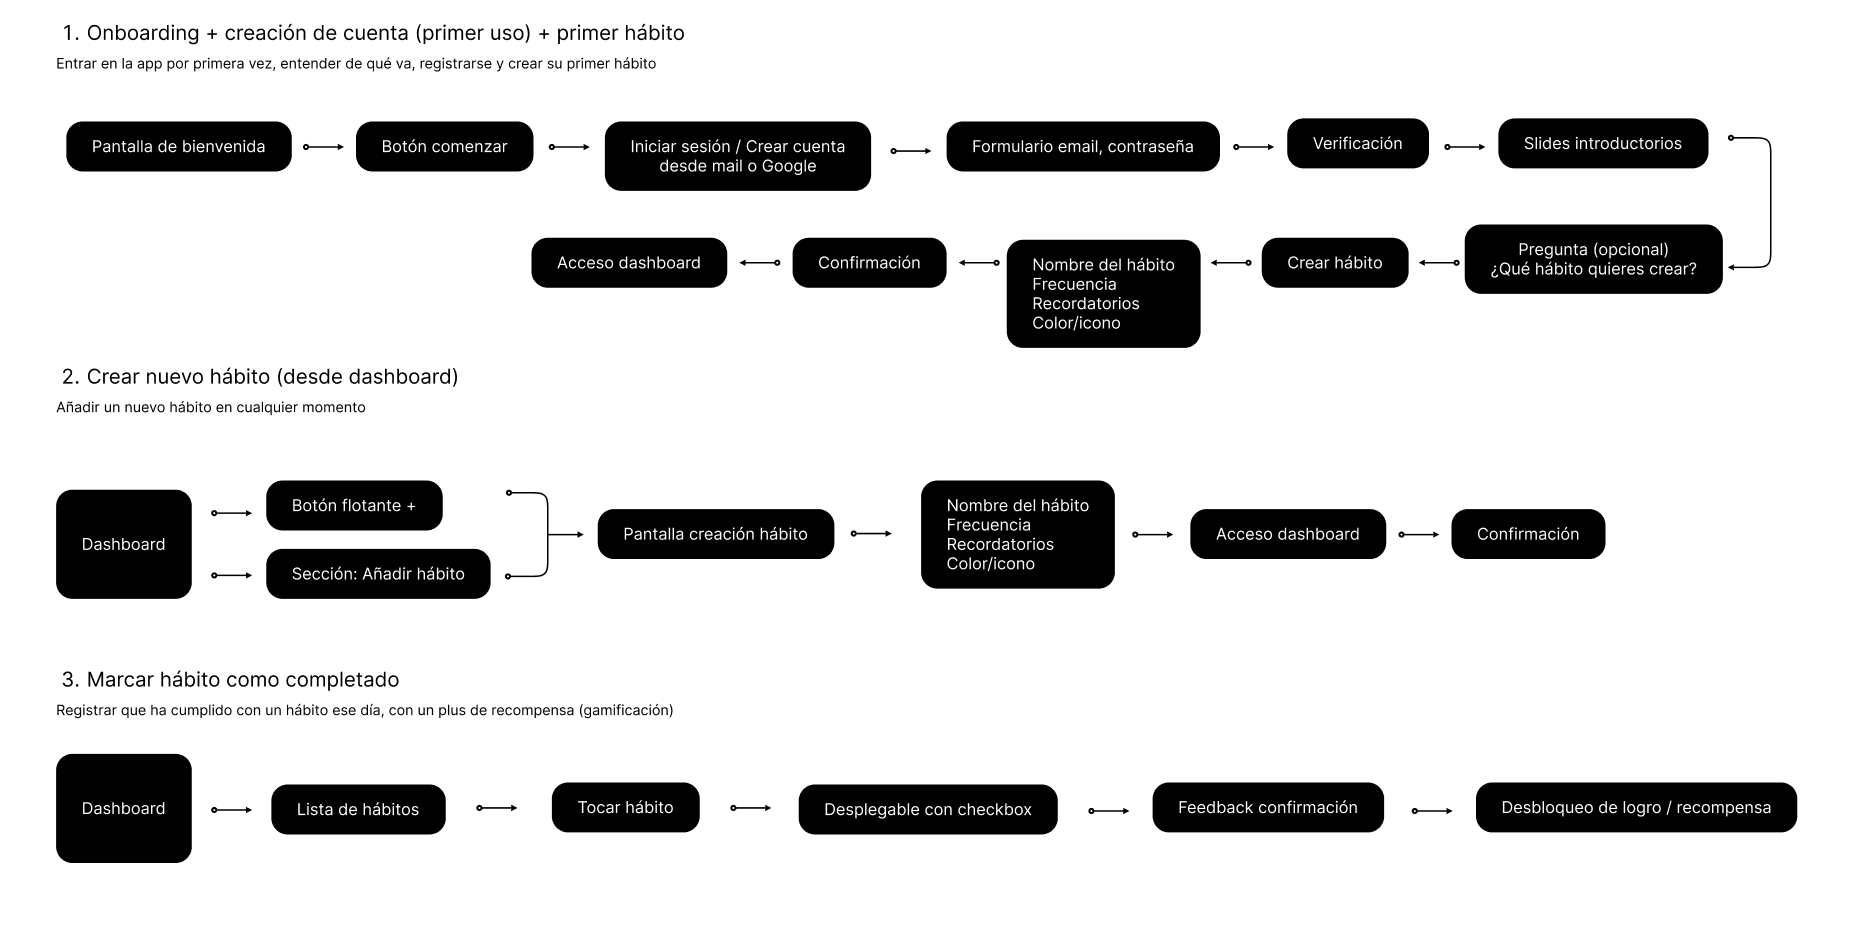 1. Onboarding + creación de cuenta (primer uso) + primer hábito
Entrar en la app por primera vez, entender de qué va, registrarse y crear su primer hábito
Pantalla de bienvenida
Botón comenzar
Iniciar sesión / Crear cuenta
desde mail o Google
Formulario email, contraseña
Verificación
Slides introductorios
Pregunta (opcional)
¿Qué hábito quieres crear?
Crear hábito
Nombre del hábito
Frecuencia
Recordatorios
Color/icono
Confirmación
Acceso dashboard
2. Crear nuevo hábito (desde dashboard)
Añadir un nuevo hábito en cualquier momento
Dashboard
Botón flotante +
Sección: Añadir hábito
Pantalla creación hábito
Nombre del hábito
Frecuencia
Recordatorios
Color/icono
Acceso dashboard
Confirmación
3. Marcar hábito como completado
Registrar que ha cumplido con un hábito ese día, con un plus de recompensa (gamificación)
Dashboard
Lista de hábitos
Tocar hábito
Desplegable con checkbox
Feedback confirmación
Desbloqueo de logro / recompensa